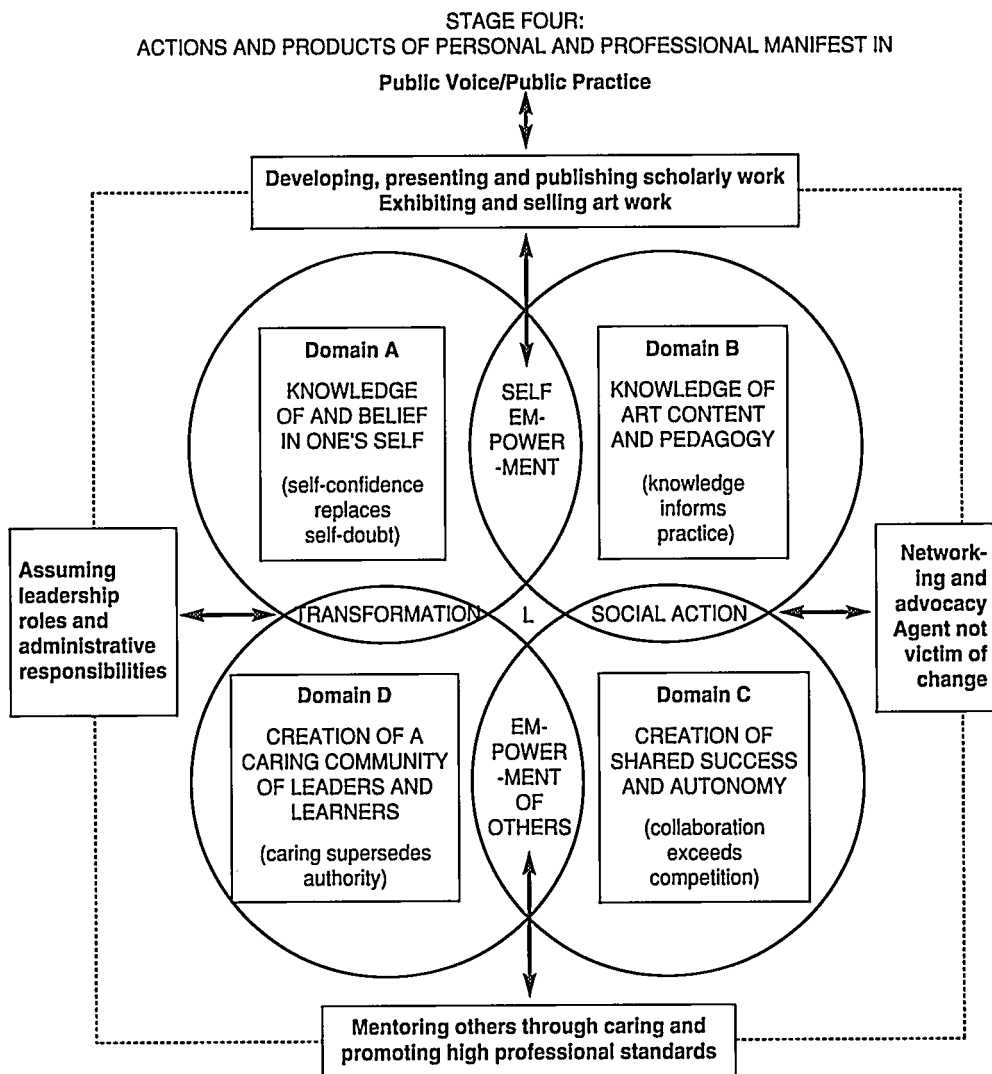 STAGE FOUR:
ACTIONS AND PRODUCTS OF PERSONAL AND PROFESSIONAL MANIFEST IN
Public Voice/Public Practice
Developing, presenting and publishing scholarly work
Exhibiting and selling art work
Domain A
KNOWLEDGE
OF AND BELIEF
IN ONE'S SELF
(self-confidence
replaces
self-doubt)
SELF
EM-
POWER
-MENT
Domain B
KNOWLEDGE OF
ART CONTENT
AND PEDAGOGY
(knowledge
informs
practice)
Assuming
leadership
roles and
administrative
responsibilities
TRANSFORMATION
L
SOCIAL ACTION
Network-
ing and
advocacy
Agent not
victim of
change
Domain D
CREATION OF A
CARING COMMUNITY
OF LEADERS AND
LEARNERS
(caring supersedes
authority)
EM-
POWER
-MENT
OF
OTHERS
Domain C
CREATION OF
SHARED SUCCESS
AND AUTONOMY
(collaboration
exceeds
competition)
Mentoring others through caring and
promoting high professional standards